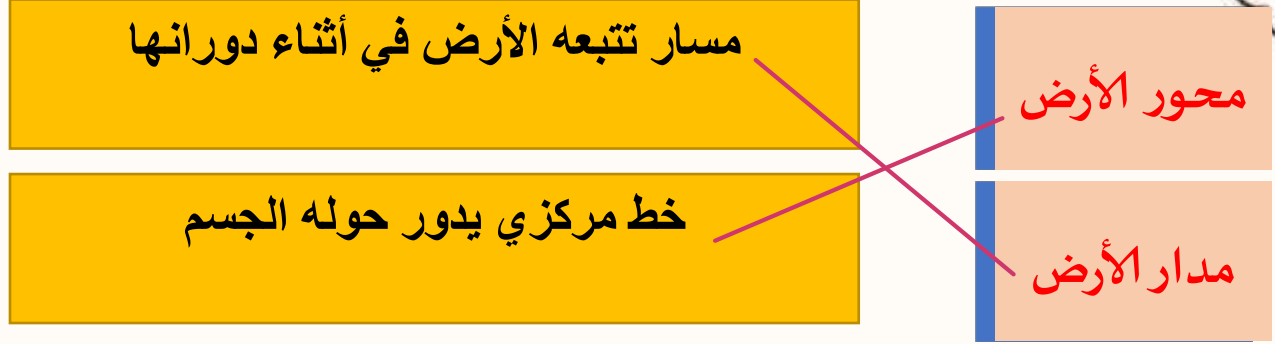 محور الأرض
مسار تتبعه الأرض في أثناء دورانها
مدار الأرض
خط مركزي يدور حوله الجسم